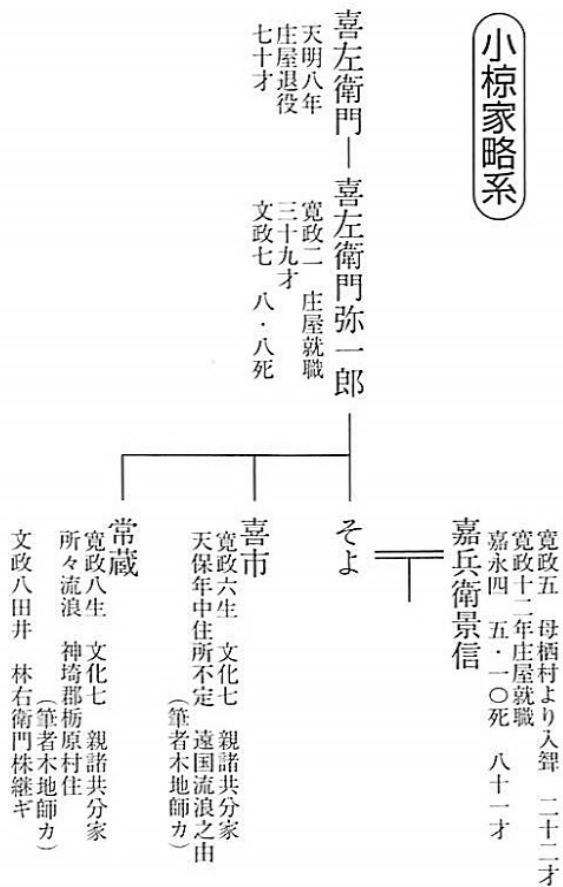 小椋家略系
喜左衛門 ― 喜左衛門弥一郎
天明八年
庄屋退役
七十才
寛政二 庄屋就職
三十九才
文政七 八・八死
寛政五 母栖村より入聟 二十二才
寛政十二年庄屋就職
嘉永四 五・一〇死 八十一才
嘉兵衛景信
そよ
喜市
寛政六生 文化七 親諸共分家
天保年中住所不定 遠国流浪之由
(筆者木地師カ)
常蔵
寛政八生 文化七 親諸共分家
所々流浪 神埼郡栃原村住
(筆者木地師カ)
文政八田井 林右衛門株継ギ